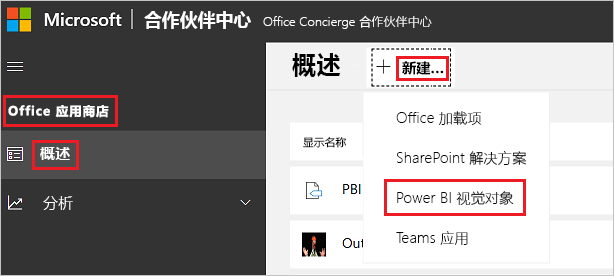 Microsoft 合作伙伴中心 Office Concierge 合作伙伴中心
概述 + 新建...
Office 应用商店
概述
分析
显示名称
PBI
Out
Office 加载项
SharePoint 解决方案
Power BI 视觉对象
Teams 应用